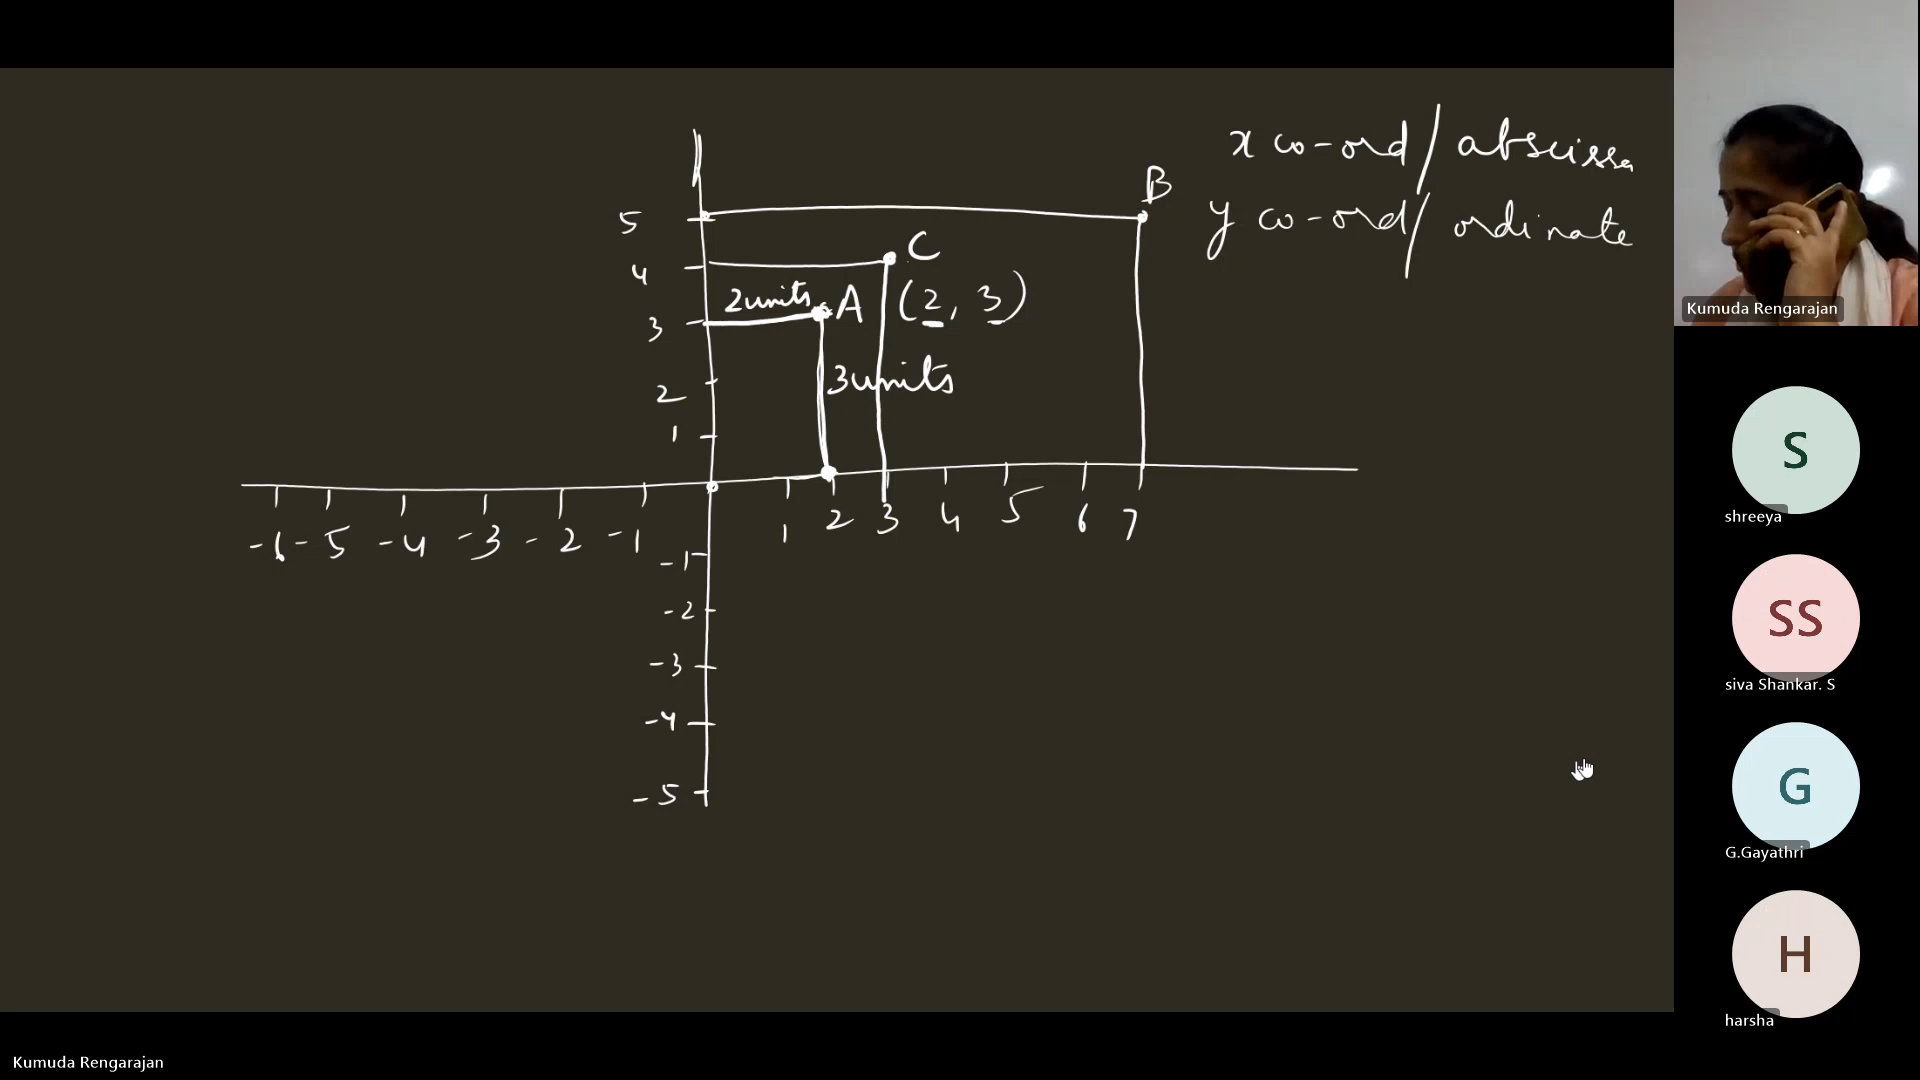 x co-ord / abscissa
y co-ord / ordinate
B
5
C
4
2units A (2, 3)
3
3units
2
1
-6 -5 -4 -3 -2 -1 1 2 3 4 5 6 7
-1
-2
-3
-4
-5
Kumuda Rengarajan
S
shreeya
SS
siva Shankar. S
G
G.Gayathri
H
harsha
Kumuda Rengarajan